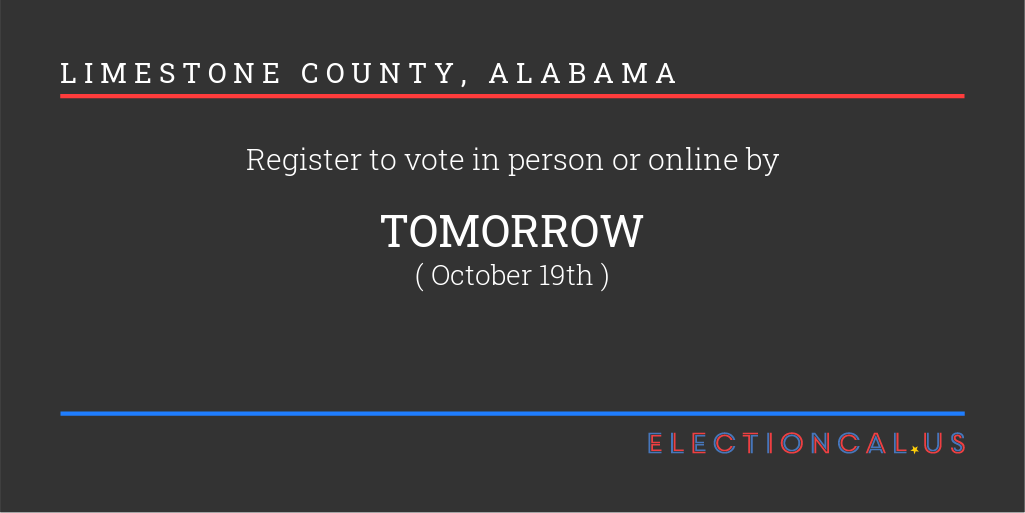 LIMESTONE COUNTY, ALABAMA
Register to vote in person or online by
TOMORROW
( October 19th )
ELECTIONCAL.US